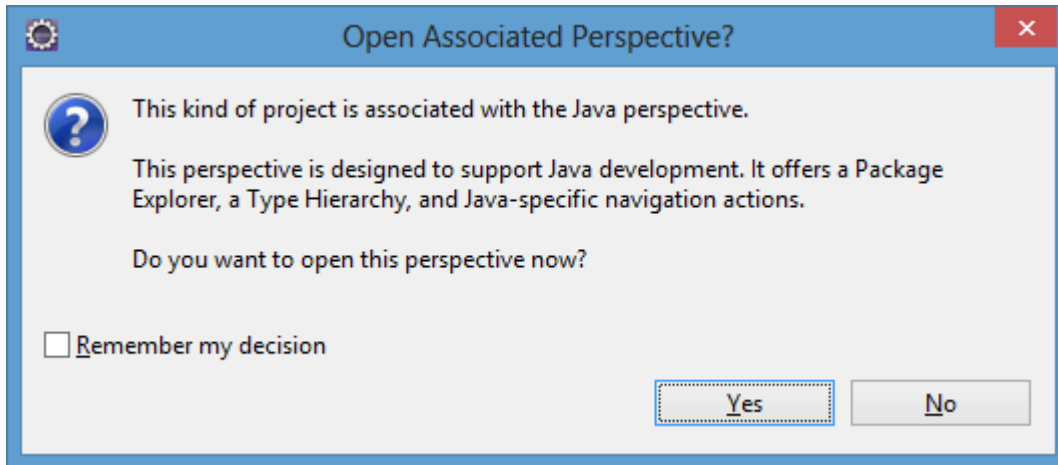 Open Associated Perspective?
This kind of project is associated with the Java perspective.
This perspective is designed to support Java development. It offers a Package
Explorer, a Type Hierarchy, and Java-specific navigation actions.
Do you want to open this perspective now?
Remember my decision
Yes
No